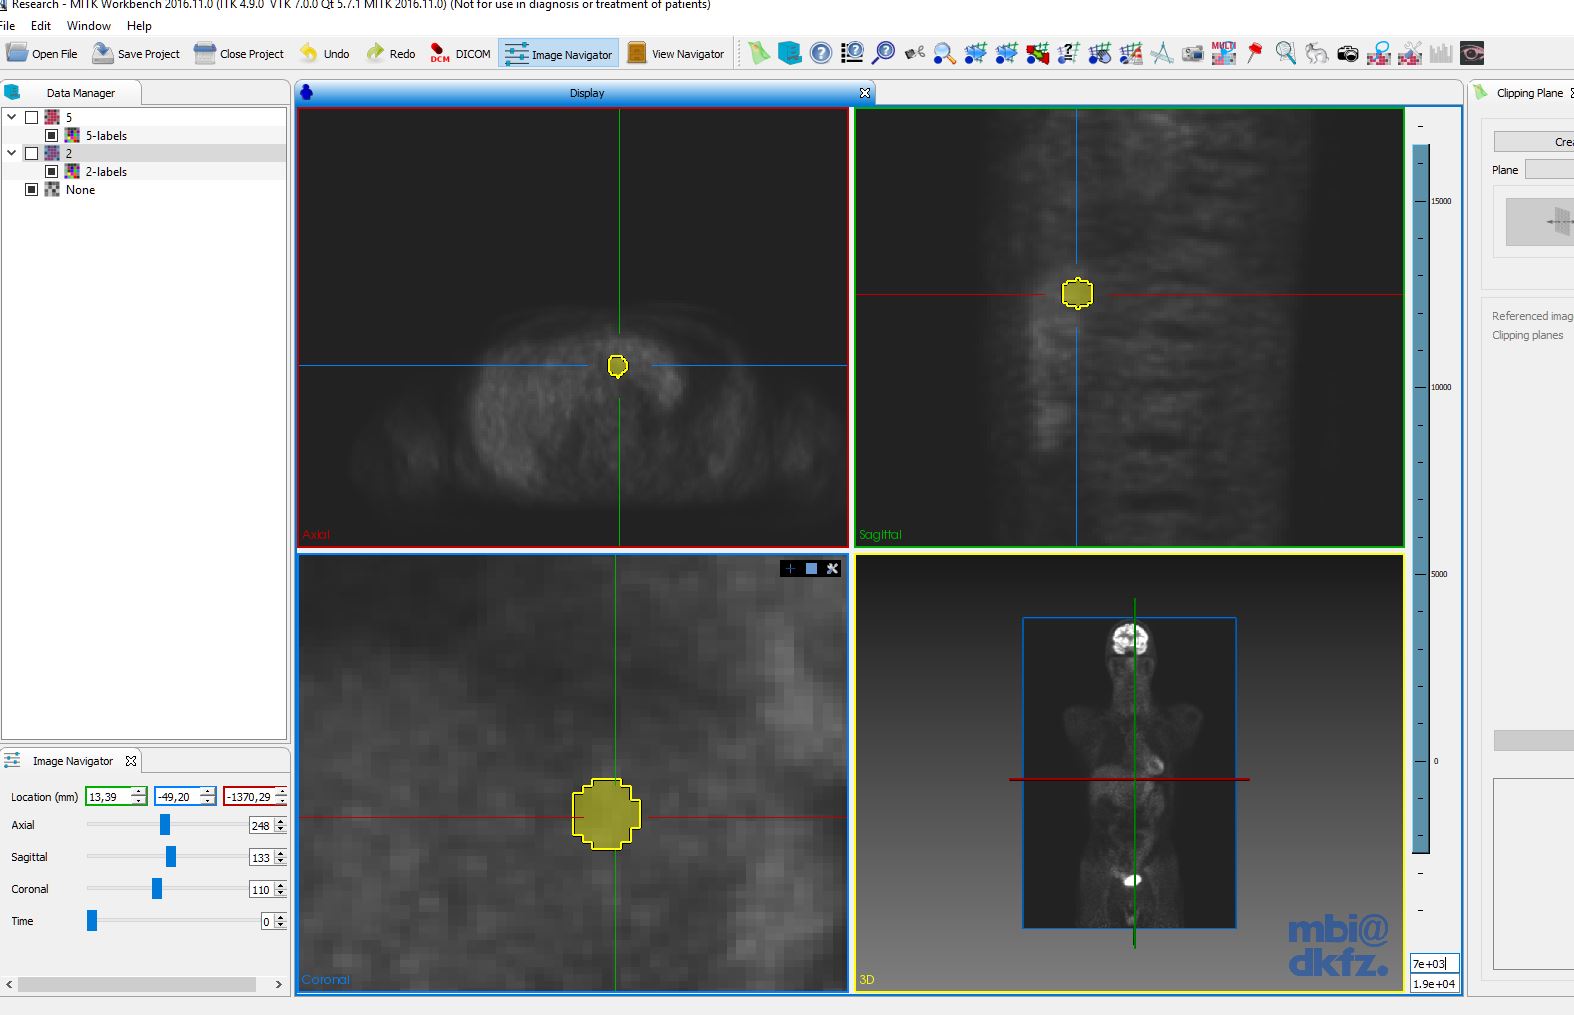 Research - MITK Workbench 2016.11.0 (ITK 4.9.0 VTK 7.0.0 Qt 5.7.1 MITK 2016.11.0) (Not for use in diagnosis or treatment of patients)
File Edit Window Help
Open File Save Project Close Project Undo Redo DCM DICOM Image Navigator View Navigator MULTI
Data Manager
Display
Clipping Plane
5
5-labels
2
2-labels
None
Crea
Plane
Referenced imag
Clipping planes
Axial
Sagittal
Coronal
3D
15000
10000
5000
0
mbi@
dkfz.
7e+03
1.9e+04
Image Navigator
Location (mm) 13,39 -49,20 -1370,29
Axial 248
Sagittal 133
Coronal 110
Time 0